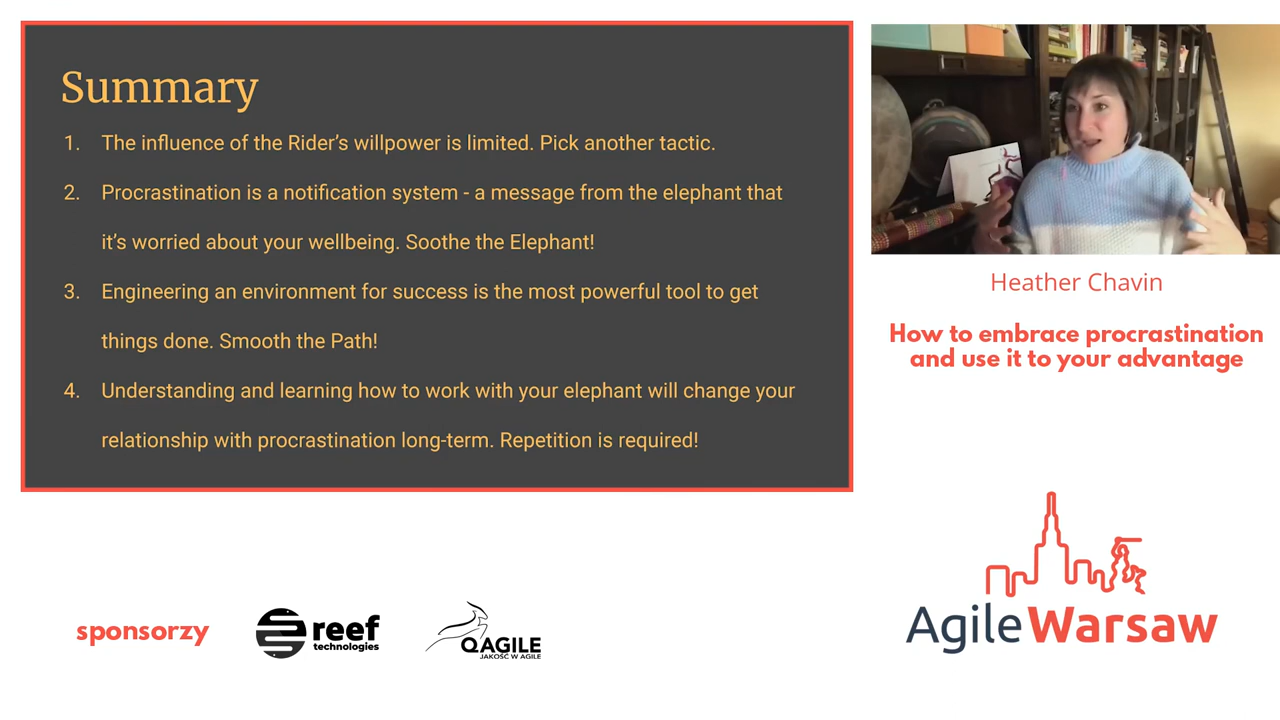 Summary
1. The influence of the Rider’s willpower is limited. Pick another tactic.
2. Procrastination is a notification system - a message from the elephant that
it’s worried about your wellbeing. Soothe the Elephant!
3. Engineering an environment for success is the most powerful tool to get
things done. Smooth the Path!
4. Understanding and learning how to work with your elephant will change your
relationship with procrastination long-term. Repetition is required!
Heather Chavin
How to embrace procrastination
and use it to your advantage
sponsorzy
reef
technologies
QAGILE
JAKOŚĆ W AGILE
AgileWarsaw